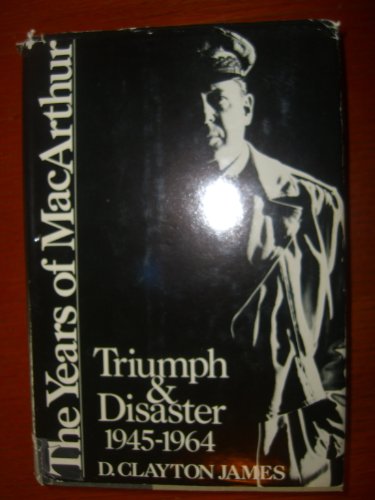 The Years of MacArthur
Triumph
&
Disaster
1945-1964
D. CLAYTON JAMES